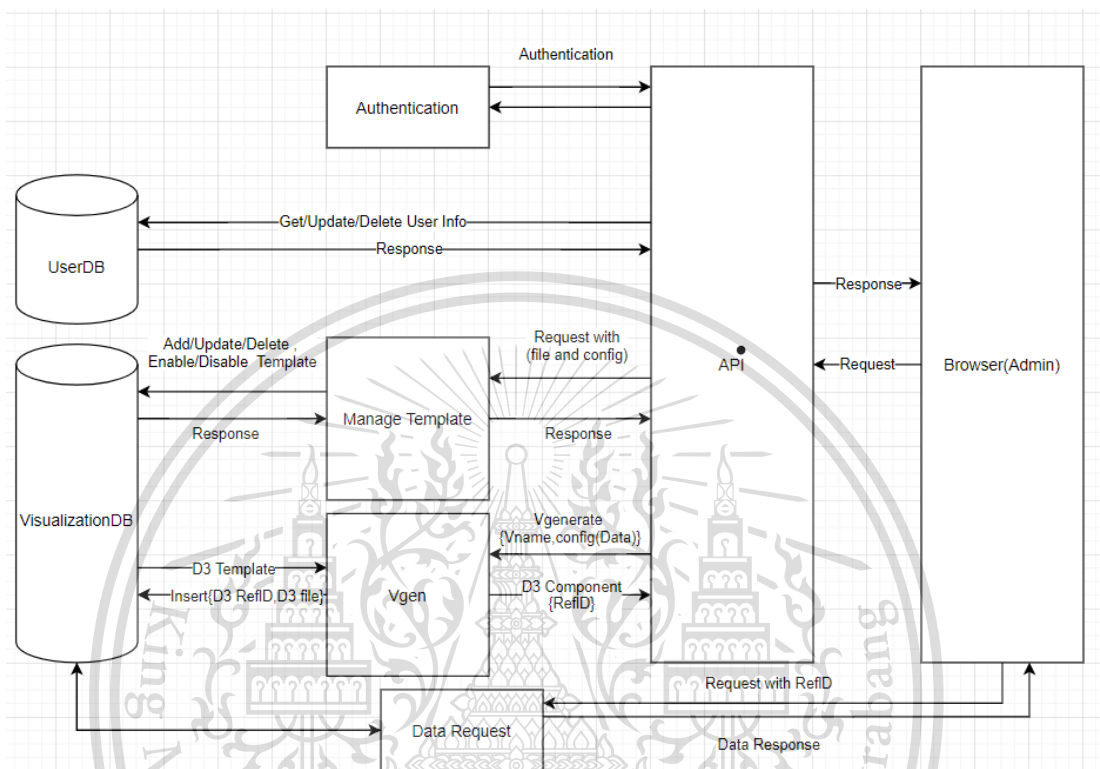 Authentication
Authentication
Get/Update/Delete User Info
Response
UserDB
Response
Add/Update/Delete ,
Enable/Disable Template
Request with
(file and config)
API
Request
Browser(Admin)
Manage Template
Response
Response
VisualizationDB
Vgenerate
{Vname,config(Data)}
D3 Template
Insert{D3 RefID,D3 file}
Vgen
D3 Component
{RefID}
Request with RefID
Data Request
Data Response
King